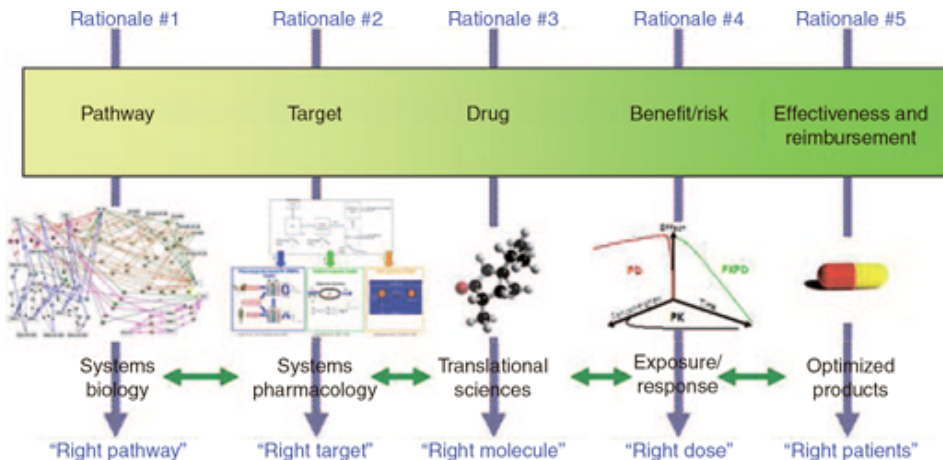 Rationale #1
Rationale #2
Rationale #3
Rationale #4
Rationale #5
Pathway
Target
Drug
Benefit/risk
Effectiveness and
reimbursement
PD
PKPD
PK
Systems
biology
Systems
pharmacology
Translational
sciences
Exposure/
response
Optimized
products
"Right pathway"
"Right target"
"Right molecule"
"Right dose"
"Right patients"